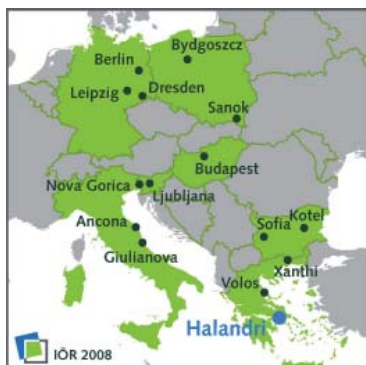 Bydgoszcz
Berlin
Leipzig
Dresden
Sanok
Budapest
Nova Gorica
Ljubljana
Ancona
Giulianova
Sofia
Kotel
Xanthi
Volos
Halandri
IÖR 2008